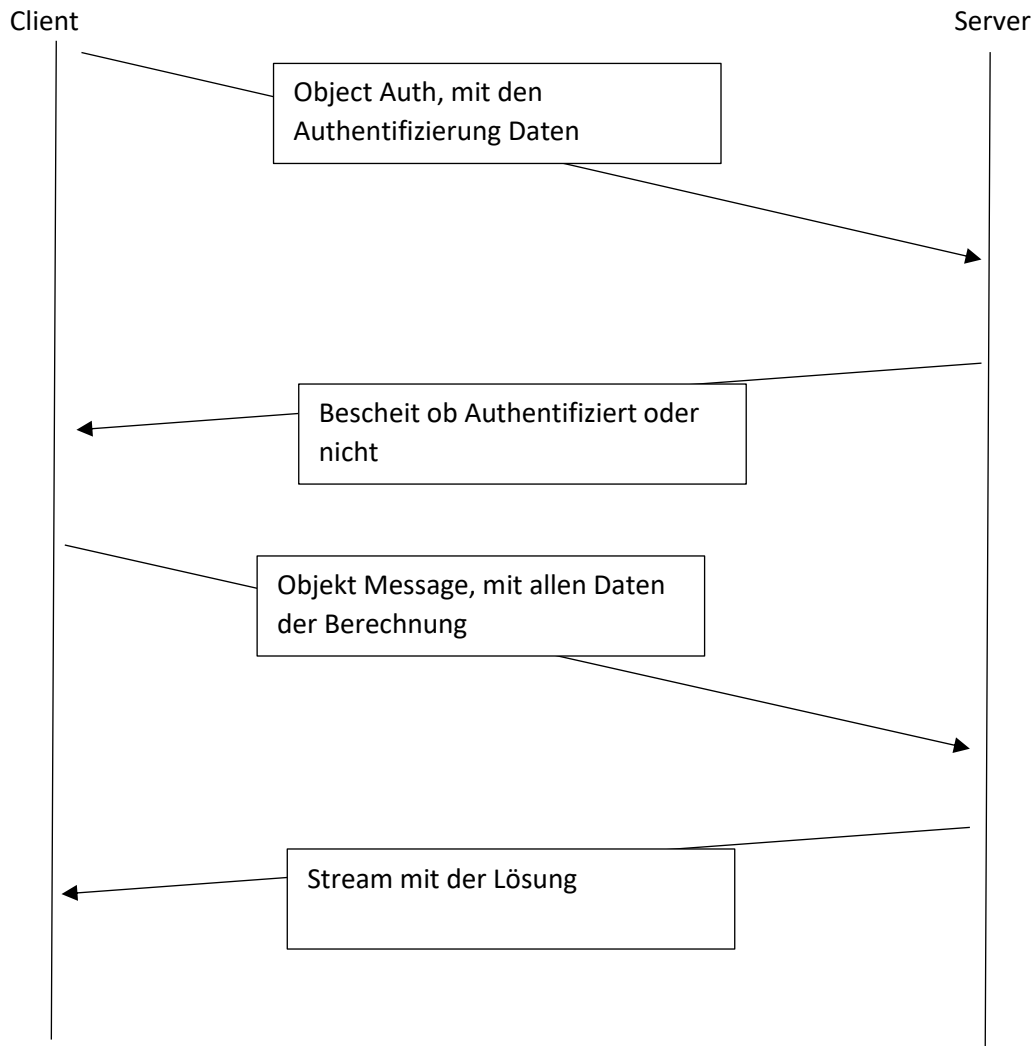 Client
Server
Object Auth, mit den
Authentifizierung Daten
Bescheit ob Authentifiziert oder
nicht
Objekt Message, mit allen Daten
der Berechnung
Stream mit der Lösung